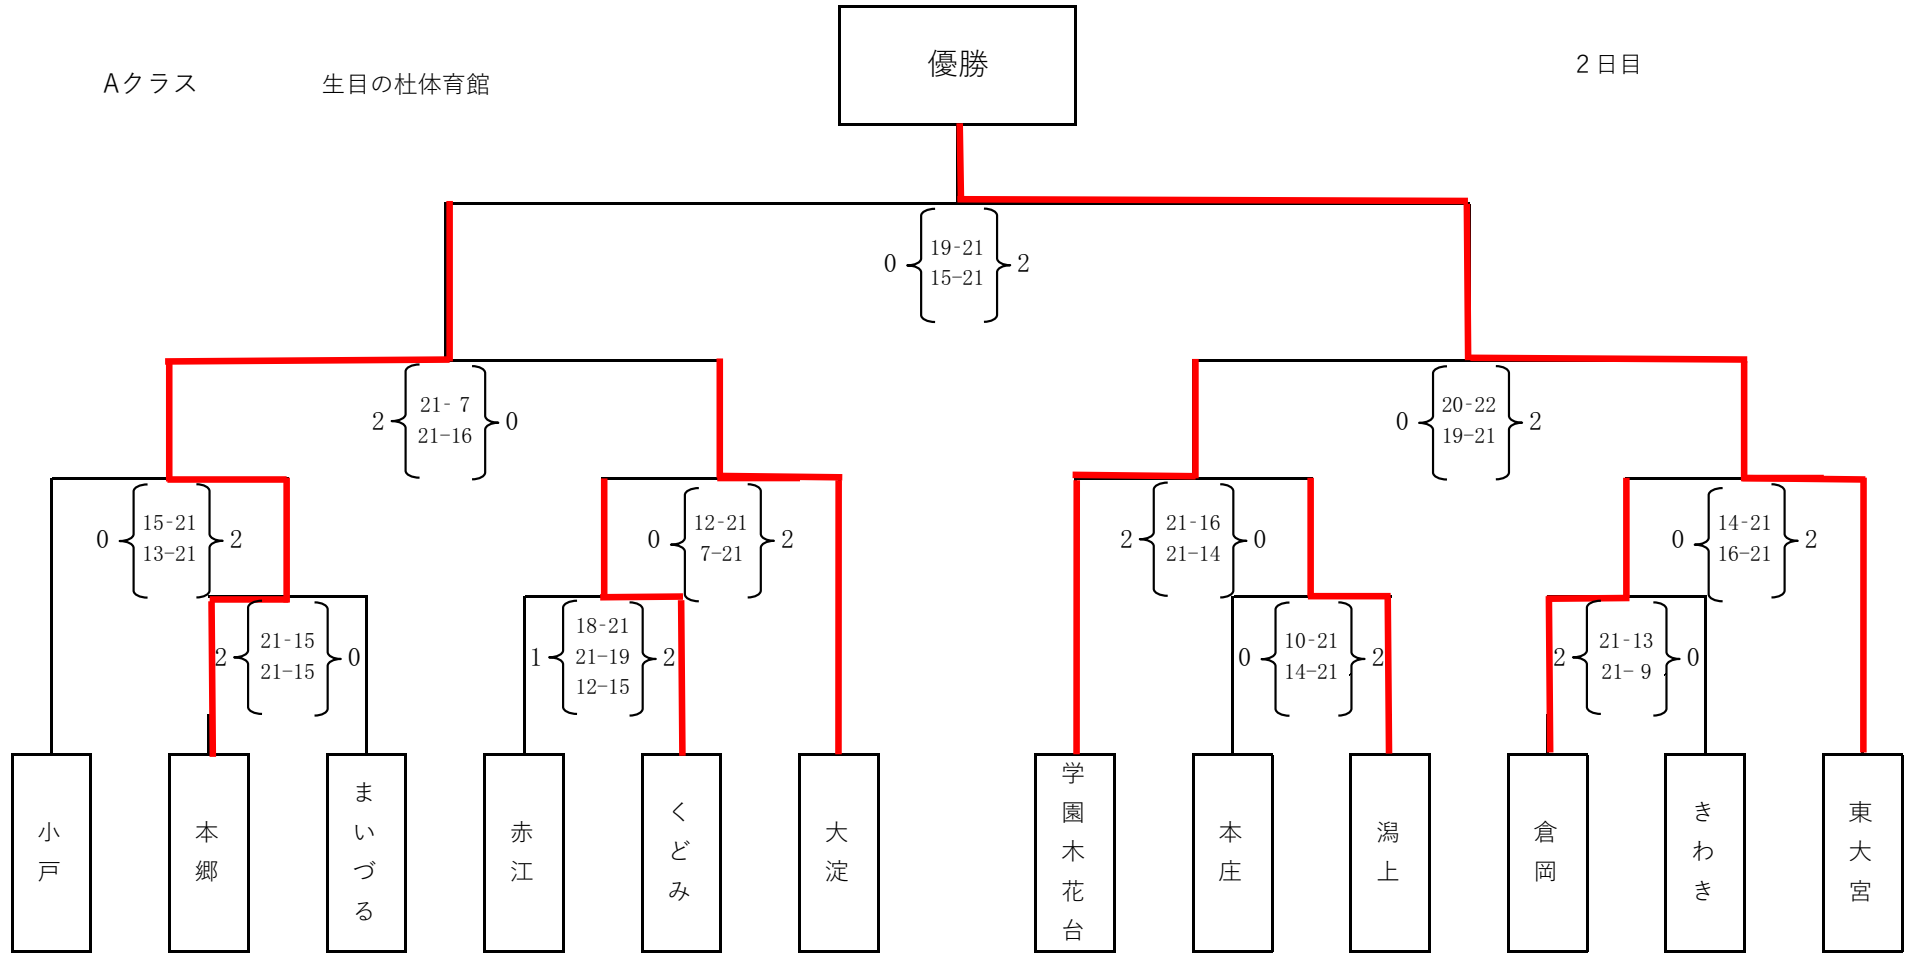 優勝
Aクラス 生目の杜体育館 2日目
0 19-21 2
15-21
2 21- 7 0
21-16
0 20-22 2
19-21
0 15-21 2
13-21
0 12-21 2
7-21
2 21-16 0
21-14
0 14-21 2
16-21
2 21-15 0
21-15
1 18-21 2
21-19
12-15
0 10-21 2
14-21
2 21-13 0
21- 9
小戸
本郷
まいづる
赤江
くどみ
大淀
学園木花台
本庄
潟上
倉岡
きわき
東大宮